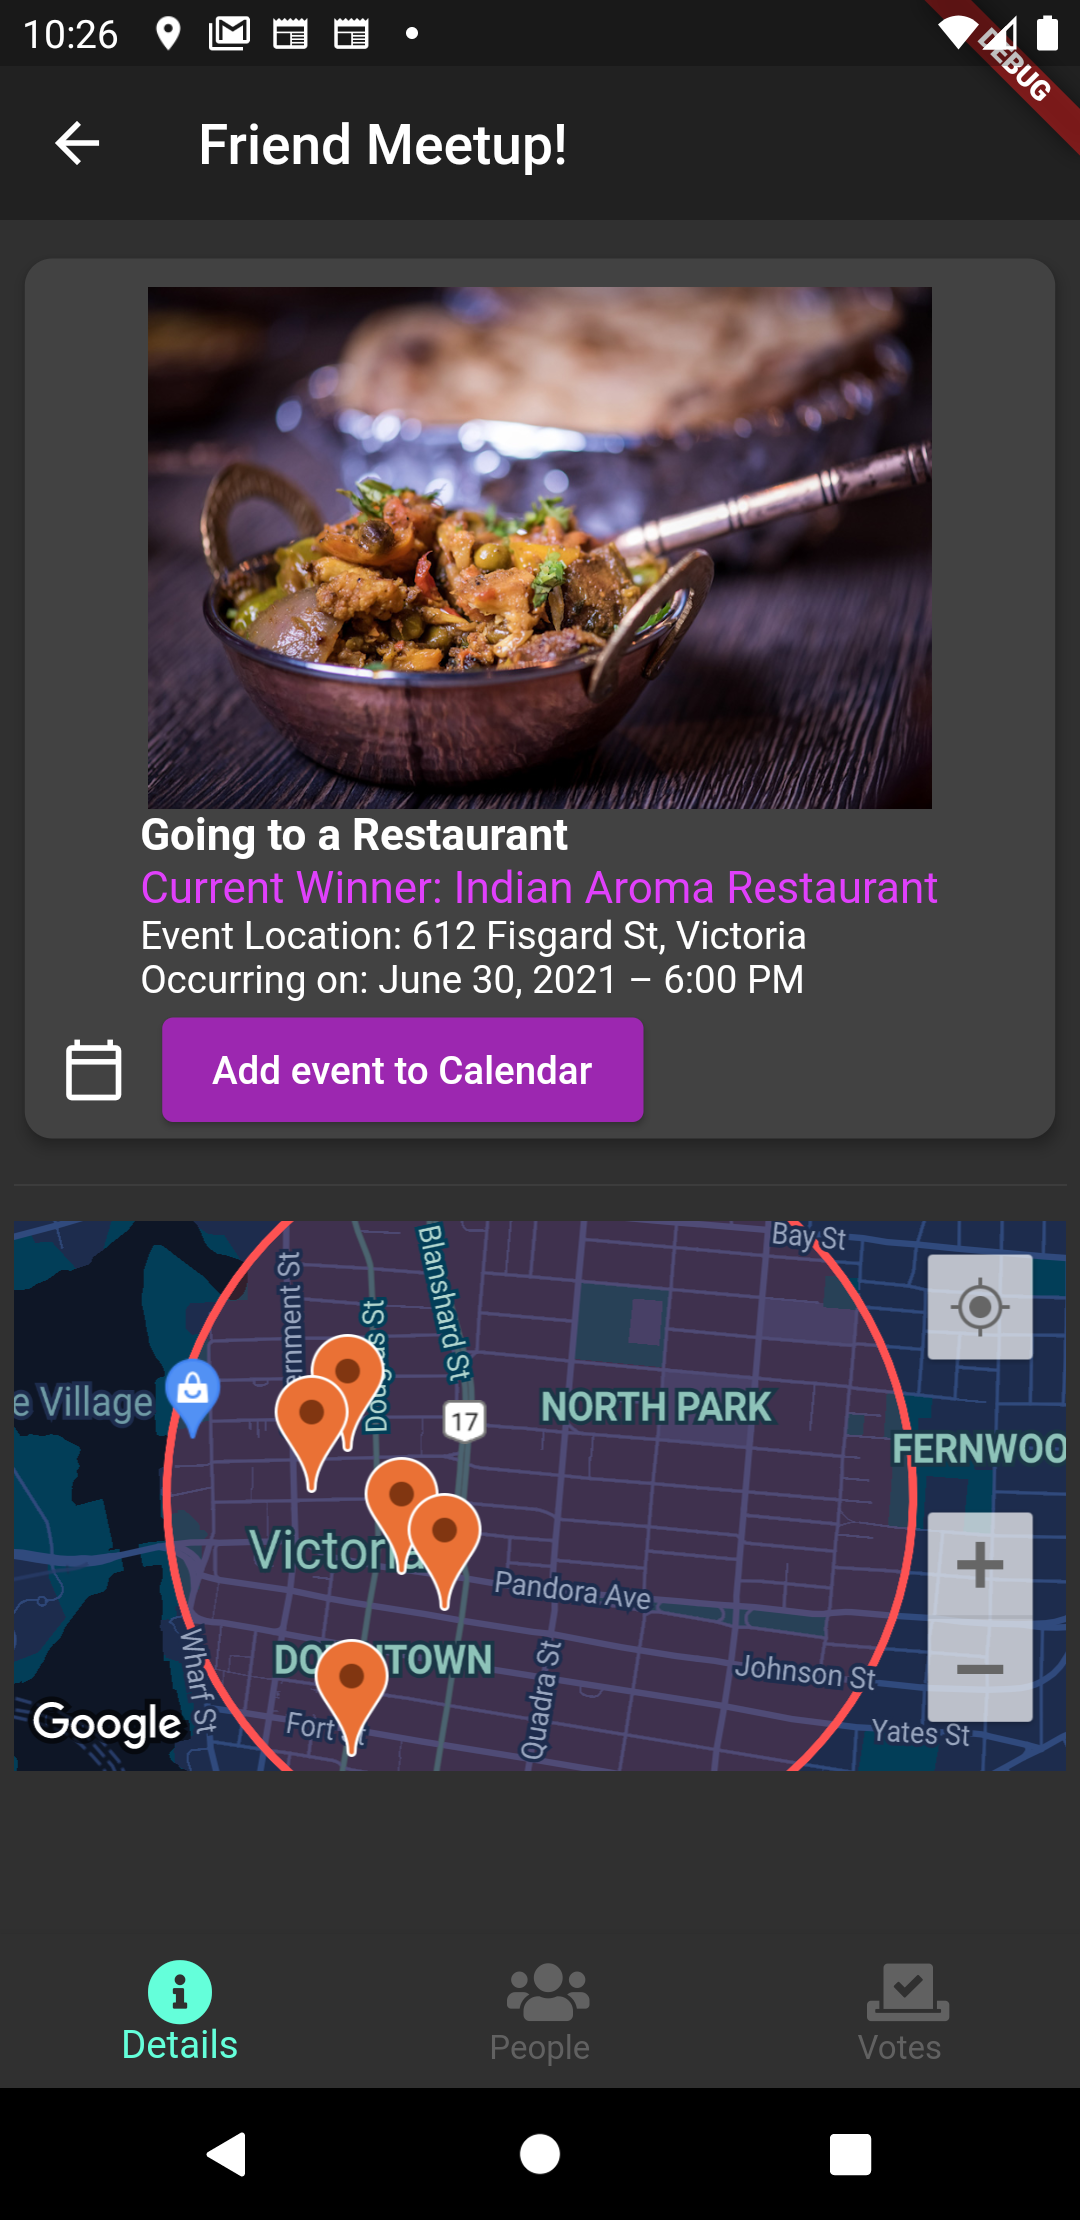 10:26
DEBUG
Friend Meetup!
Going to a Restaurant
Current Winner: Indian Aroma Restaurant
Event Location: 612 Fisgard St, Victoria
Occurring on: June 30, 2021 – 6:00 PM
Add event to Calendar
Bay St
Blanshard St
ernment St
St
17
e Village
NORTH PARK
FERNWOO
Pandora Ave
Johnson St
Wharf St
Quadra St
Fort
Yates St
Google
Details
People
Votes